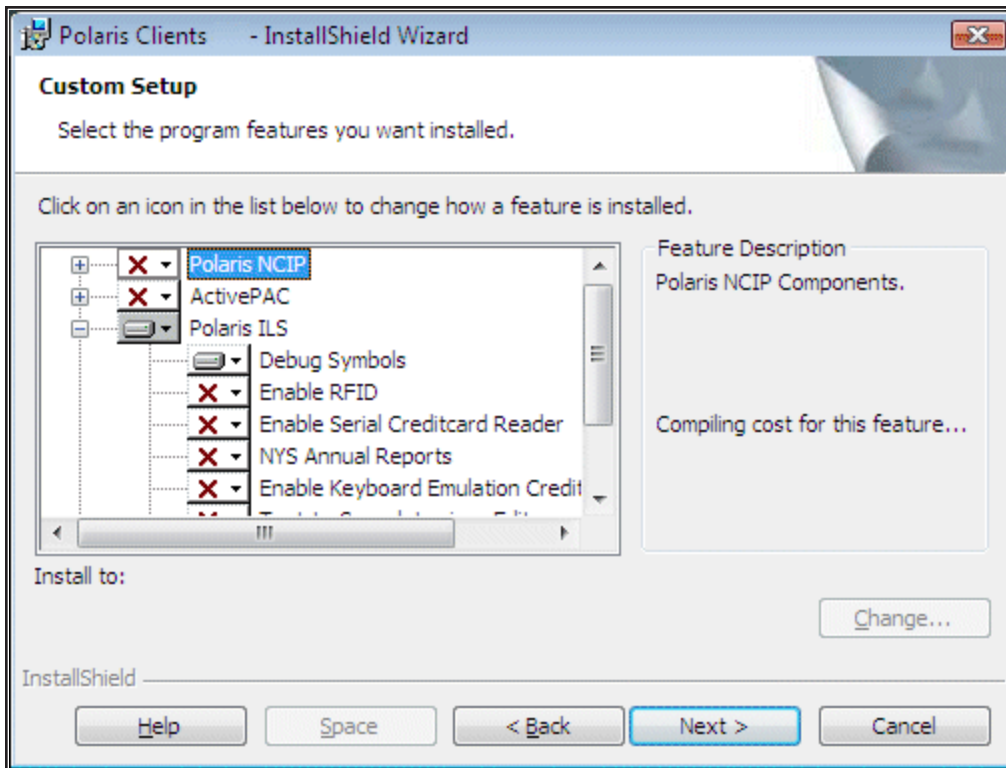 Polaris Clients - InstallShield Wizard
Custom Setup
Select the program features you want installed.
Click on an icon in the list below to change how a feature is installed.
Polaris NCIP
ActivePAC
Polaris ILS
Debug Symbols
Enable RFID
Enable Serial Creditcard Reader
NYS Annual Reports
Enable Keyboard Emulation Credit
Feature Description
Polaris NCIP Components.
Compiling cost for this feature...
Install to:
Change...
InstallShield
Help
Space
< Back
Next >
Cancel